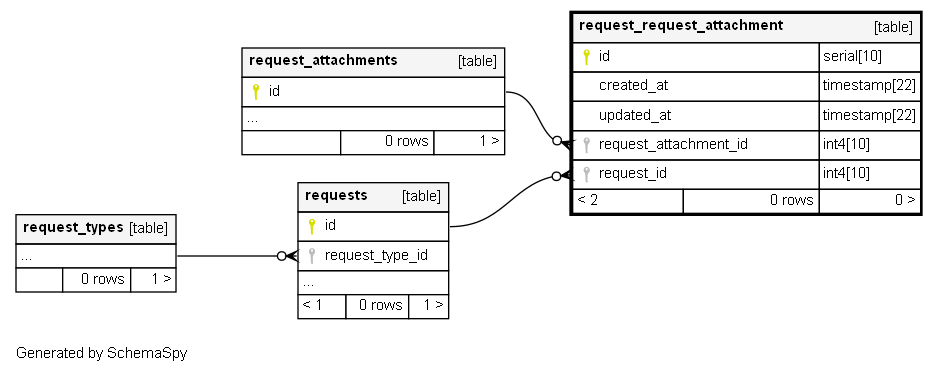 request_request_attachment [table]
id serial[10]
created_at timestamp[22]
updated_at timestamp[22]
request_attachment_id int4[10]
request_id int4[10]
< 2 0 rows 0 >
request_attachments [table]
id
...
0 rows 1 >
requests [table]
id
request_type_id
...
< 1 0 rows 1 >
request_types [table]
...
0 rows 1 >
Generated by SchemaSpy